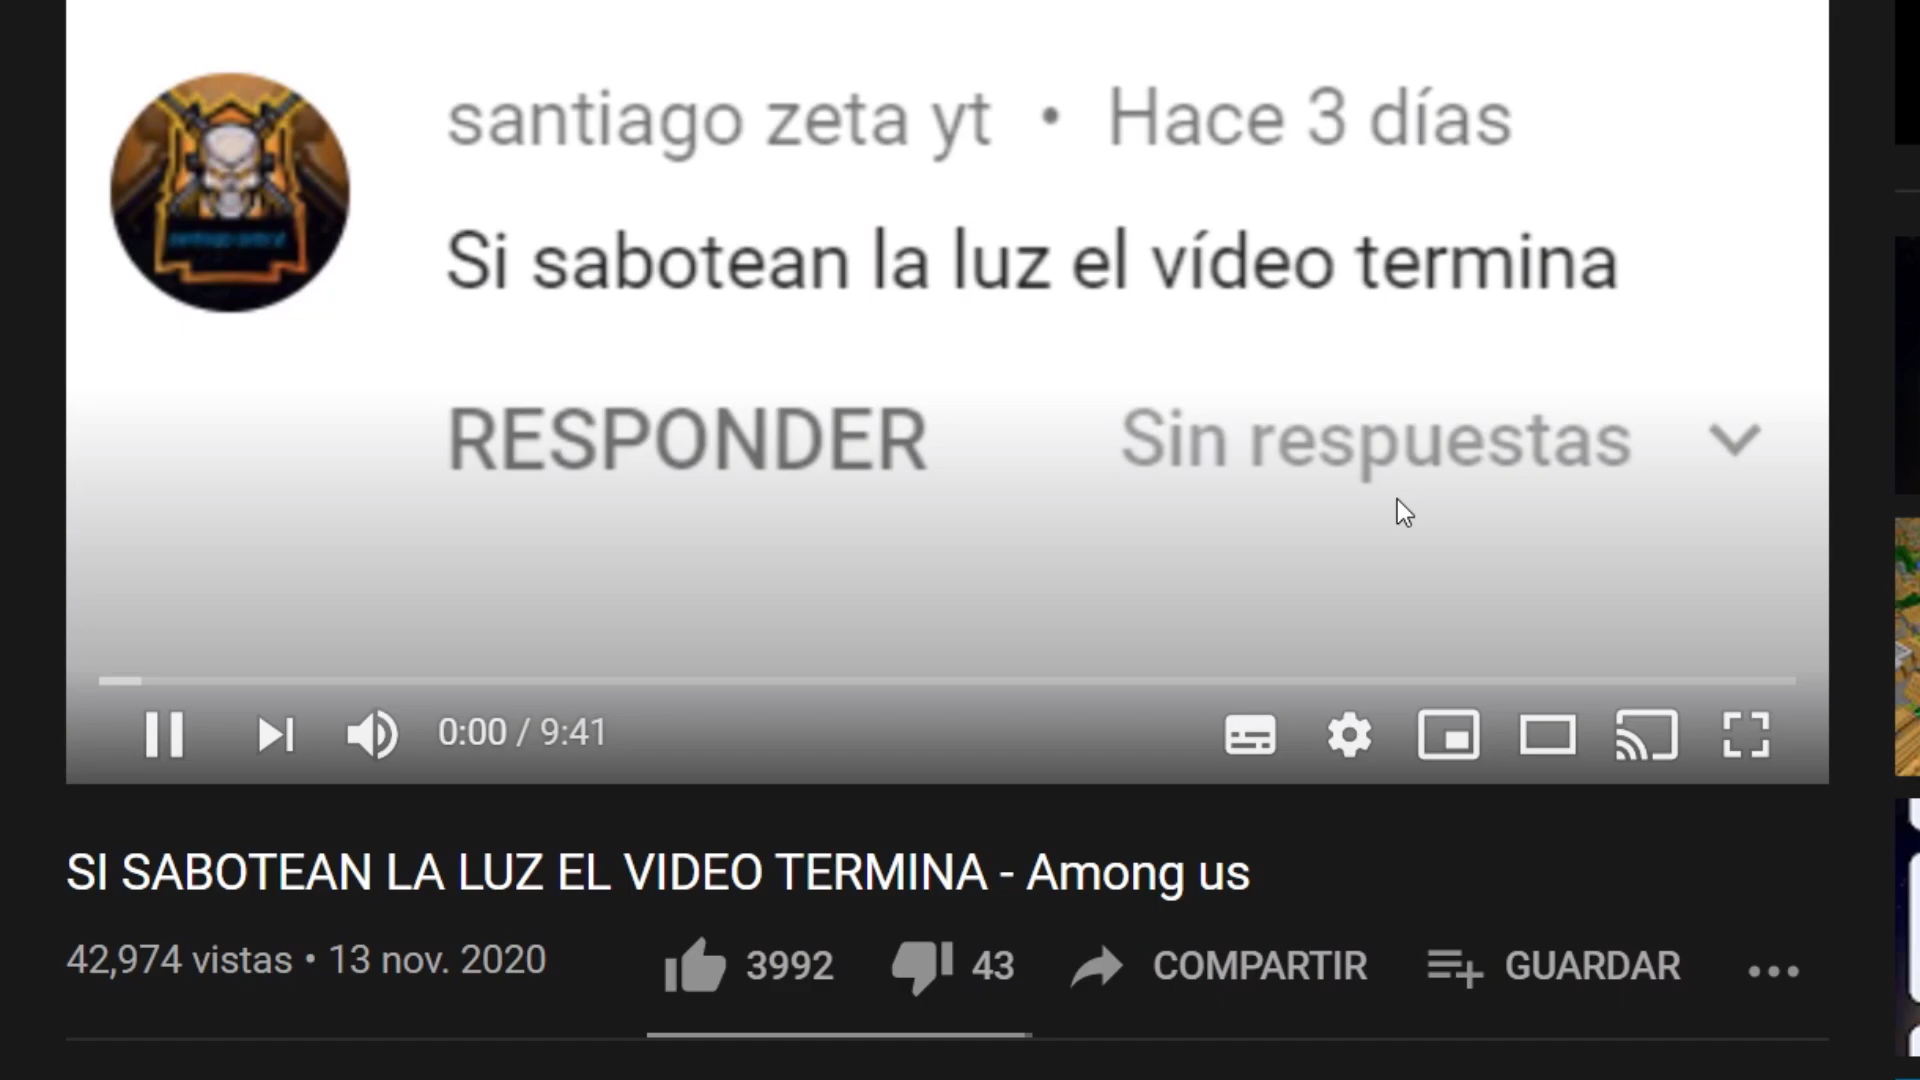 santiago zeta yt • Hace 3 días
Si sabotean la luz el vídeo termina
RESPONDER Sin respuestas
0:00 / 9:41
SI SABOTEAN LA LUZ EL VIDEO TERMINA - Among us
42,974 vistas • 13 nov. 2020 3992 43 COMPARTIR GUARDAR